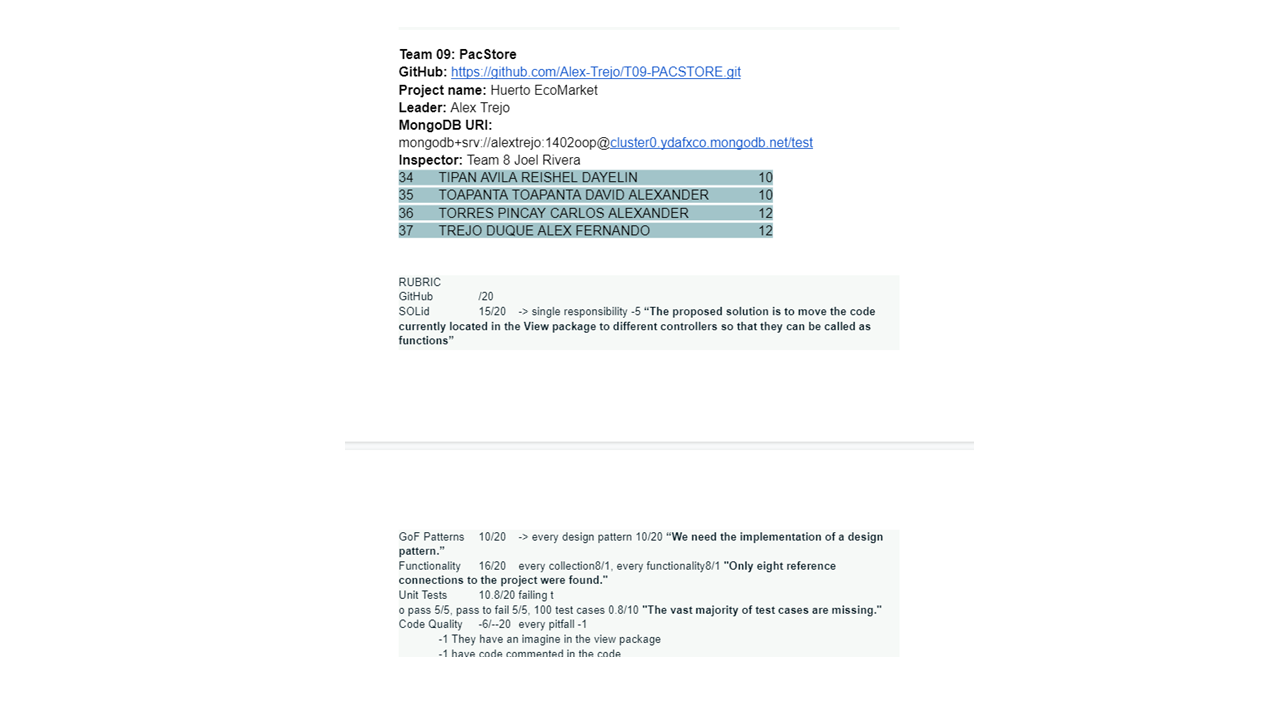 Team 09: PacStore
GitHub: https://github.com/Alex-Trejo/T09-PACSTORE.git
Project name: Huerto EcoMarket
Leader: Alex Trejo
MongoDB URI:
mongodb+srv://alextrejo:1402oop@cluster0.ydafxco.mongodb.net/test
Inspector: Team 8 Joel Rivera
34 TIPAN AVILA REISHEL DAYELIN 10
35 TOAPANTA TOAPANTA DAVID ALEXANDER 10
36 TORRES PINCAY CARLOS ALEXANDER 12
37 TREJO DUQUE ALEX FERNANDO 12
RUBRIC
GitHub /20
SOLid 15/20 -> single responsibility -5 “The proposed solution is to move the code
currently located in the View package to different controllers so that they can be called as
functions”
GoF Patterns 10/20 -> every design pattern 10/20 “We need the implementation of a design
pattern.”
Functionality 16/20 every collection8/1, every functionality8/1 "Only eight reference
connections to the project were found."
Unit Tests 10.8/20 failing t
o pass 5/5, pass to fail 5/5, 100 test cases 0.8/10 "The vast majority of test cases are missing."
Code Quality -6/--20 every pitfall -1
-1 They have an imagine in the view package
-1 have code commented in the code